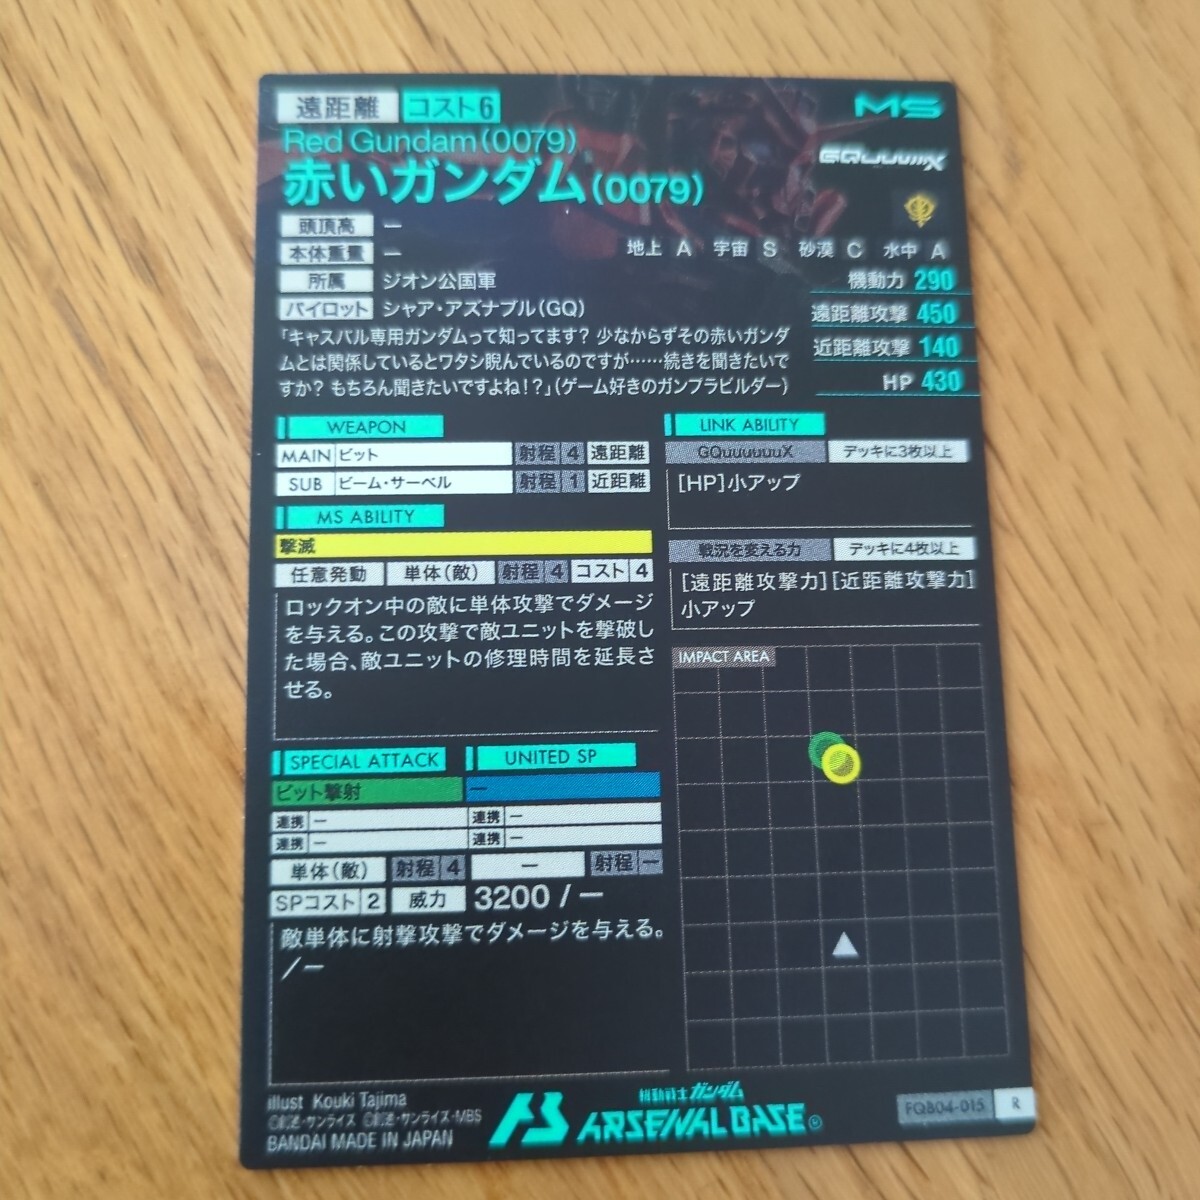 遠距離 コスト6 MS
Red Gundam(0079)
GQuuuuuuX
赤いガンダム(0079)
頭頂高 ー
本体重量 ー
地上 A 宇宙 S 砂漠 C 水中 A
所属 ジオン公国軍
機動力 290
パイロット シャア・アズナブル(GQ)
遠距離攻撃 450
近距離攻撃 140
HP 430
「キャスバル専用ガンダムって知ってます? 少なからずその赤いガンダ
ムとは関係しているとワタシ睨んでいるのですが……続きを聞きたいで
すか? もちろん聞きたいですよね!?」(ゲーム好きのガンプラビルダー)
WEAPON
MAIN ビット 射程 4 遠距離
SUB ビーム・サーベル 射程 1 近距離
MS ABILITY
撃滅
任意発動 単体(敵) 射程 4 コスト 4
ロックオン中の敵に単体攻撃でダメージ
を与える。この攻撃で敵ユニットを撃破し
た場合、敵ユニットの修理時間を延長さ
せる。
LINK ABILITY
GQuuuuuuX デッキに3枚以上
[HP]小アップ
戦況を変える力 デッキに4枚以上
[遠距離攻撃力][近距離攻撃力]
小アップ
IMPACT AREA
SPECIAL ATTACK UNITED SP
ビット撃射 ー
連携 ー 連携 ー
連携 ー 連携 ー
単体(敵) 射程 4 ー 射程 ー
SPコスト 2 威力 3200 / ー
敵単体に射撃攻撃でダメージを与える。
/ー
illust Kouki Tajima
©創通・サンライズ ©創通・サンライズ・MBS
BANDAI MADE IN JAPAN
機動戦士ガンダム
ARSENAL BASE®
FQB04-015 R